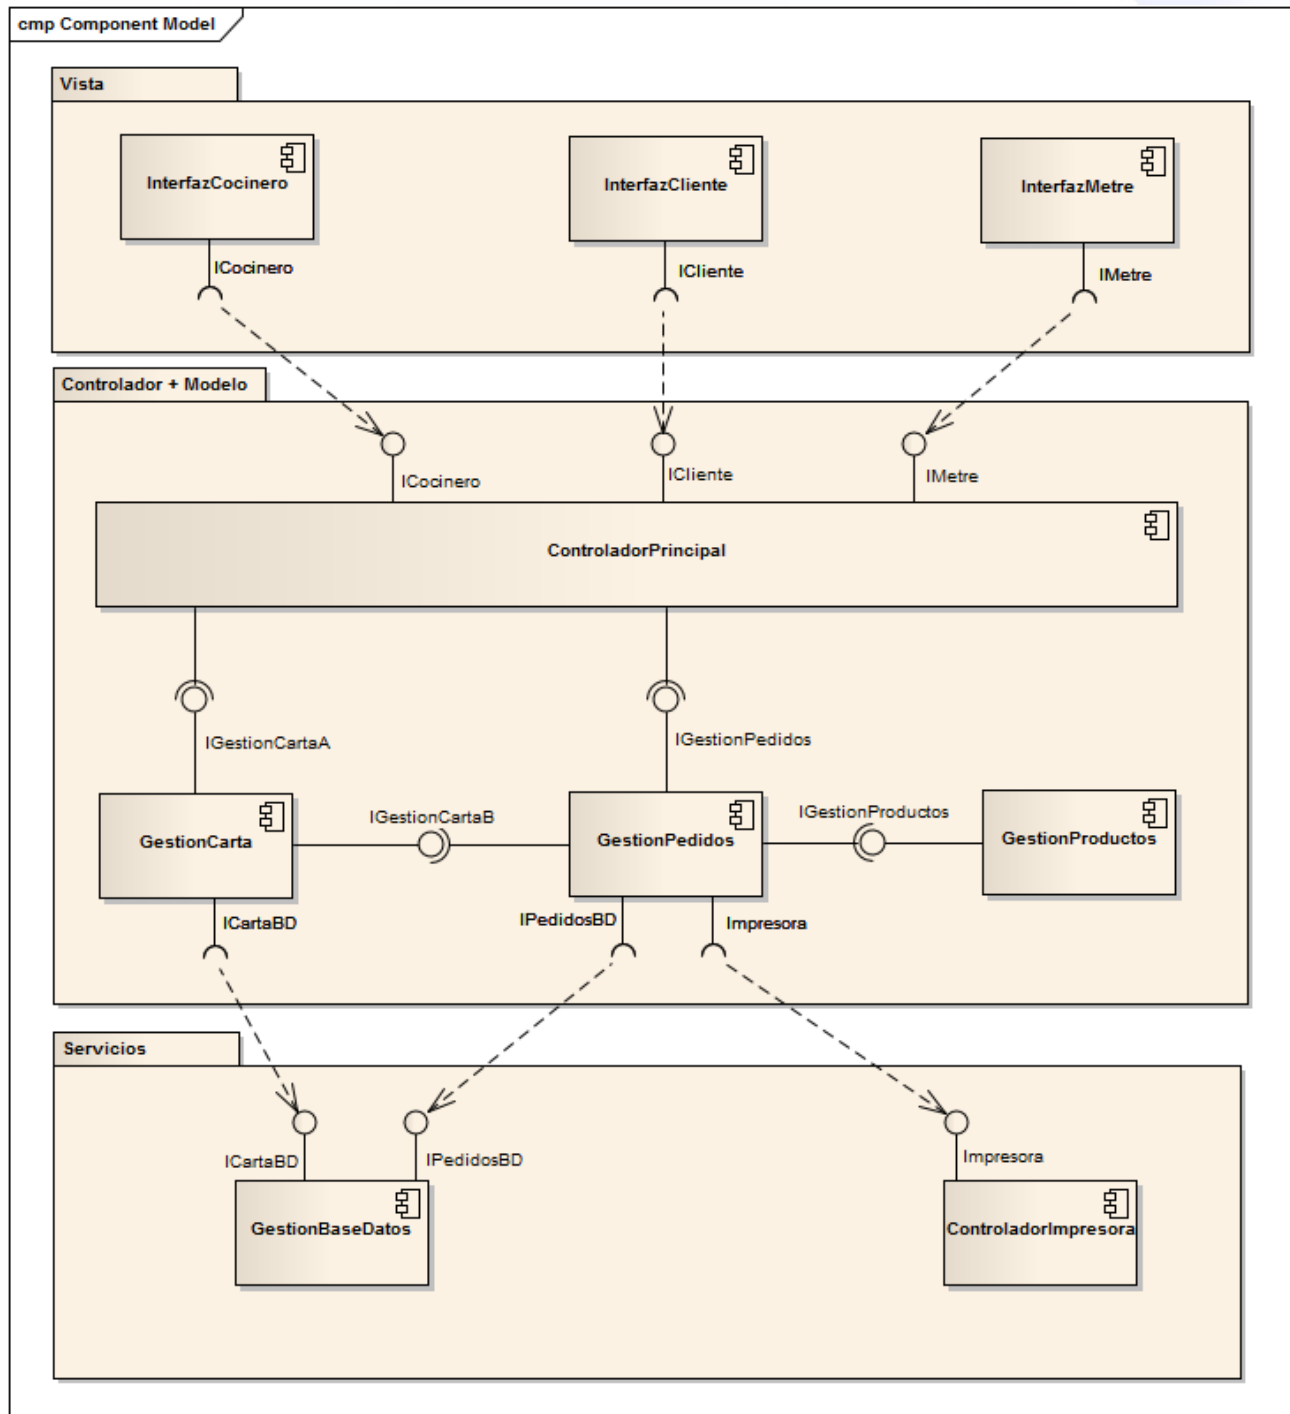 cmp Component Model
Vista
InterfazCocinero
InterfazCliente
InterfazMetre
ICocinero
ICliente
IMetre
Controlador + Modelo
ICocinero
ICliente
IMetre
ControladorPrincipal
IGestionCartaA
IGestionPedidos
IGestionCartaB
IGestionProductos
GestionCarta
GestionPedidos
GestionProductos
ICartaBD
IPedidosBD
Impresora
Servicios
ICartaBD
IPedidosBD
Impresora
GestionBaseDatos
ControladorImpresora